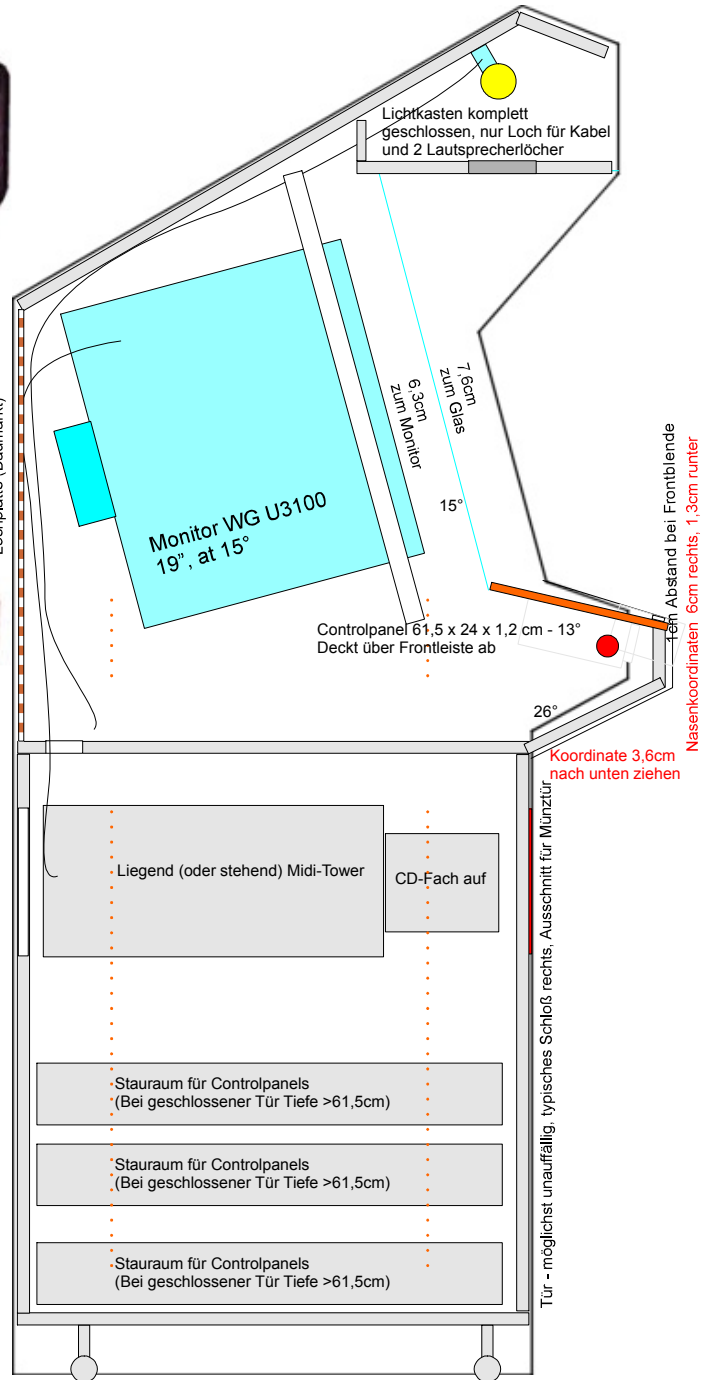 Lichtkasten komplett
geschlossen, nur Loch für Kabel
und 2 Lautsprecherlöcher
7,6cm
zum Glas
6,3cm
zum Monitor
15°
Monitor WG U3100
19”, at 15°
(Baumarkt)
1cm Abstand bei Frontblende
Nasenkoordinaten 6cm rechts, 1,3cm runter
Controlpanel 61,5 x 24 x 1,2 cm - 13°
Deckt über Frontleiste ab
26°
Koordinate 3,6cm
nach unten ziehen
Liegend (oder stehend) Midi-Tower
CD-Fach auf
Tür - möglichst unauffällig, typisches Schloß rechts, Ausschnitt für Münztür
Stauraum für Controlpanels
(Bei geschlossener Tür Tiefe >61,5cm)
Stauraum für Controlpanels
(Bei geschlossener Tür Tiefe >61,5cm)
Stauraum für Controlpanels
(Bei geschlossener Tür Tiefe >61,5cm)